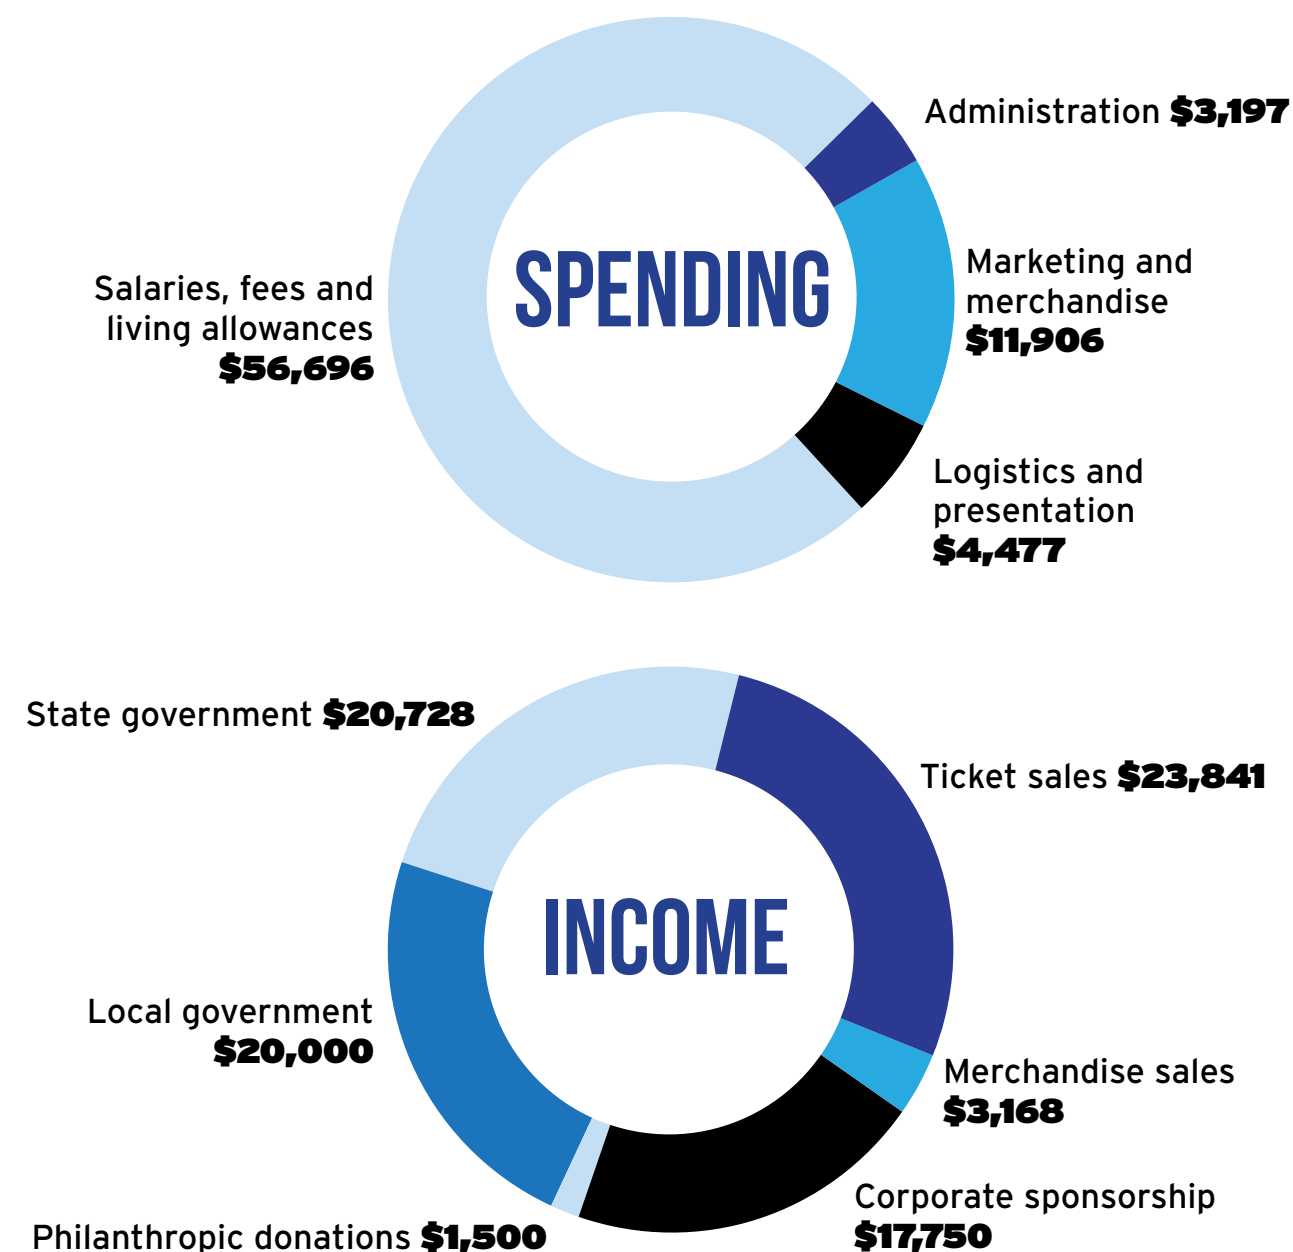 Administration $3,197
SPENDING
Marketing and
merchandise
$11,906
Salaries, fees and
living allowances
$56,696
Logistics and
presentation
$4,477
State government $20,728
Ticket sales $23,841
INCOME
Local government
$20,000
Merchandise sales
$3,168
Corporate sponsorship
$17,750
Philanthropic donations $1,500